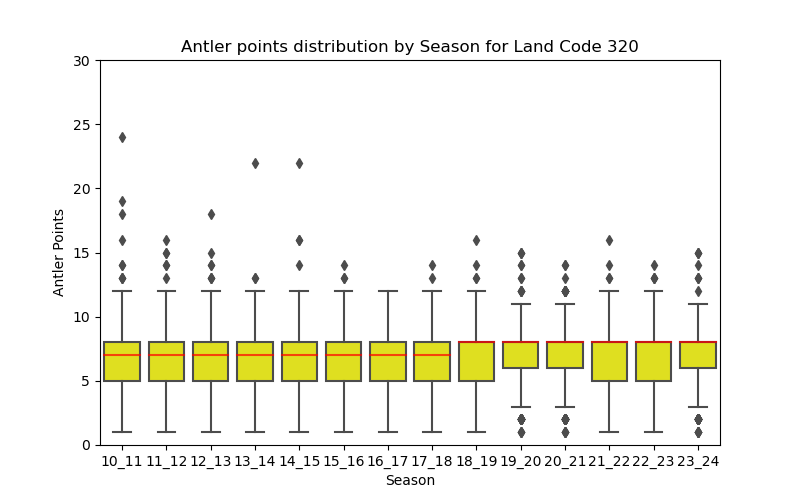 Antler points distribution by Season for Land Code 320
30
25
20
15
10
5
0
Antler Points
10_11 11_12 12_13 13_14 14_15 15_16 16_17 17_18 18_19 19_20 20_21 21_22 22_23 23_24
Season